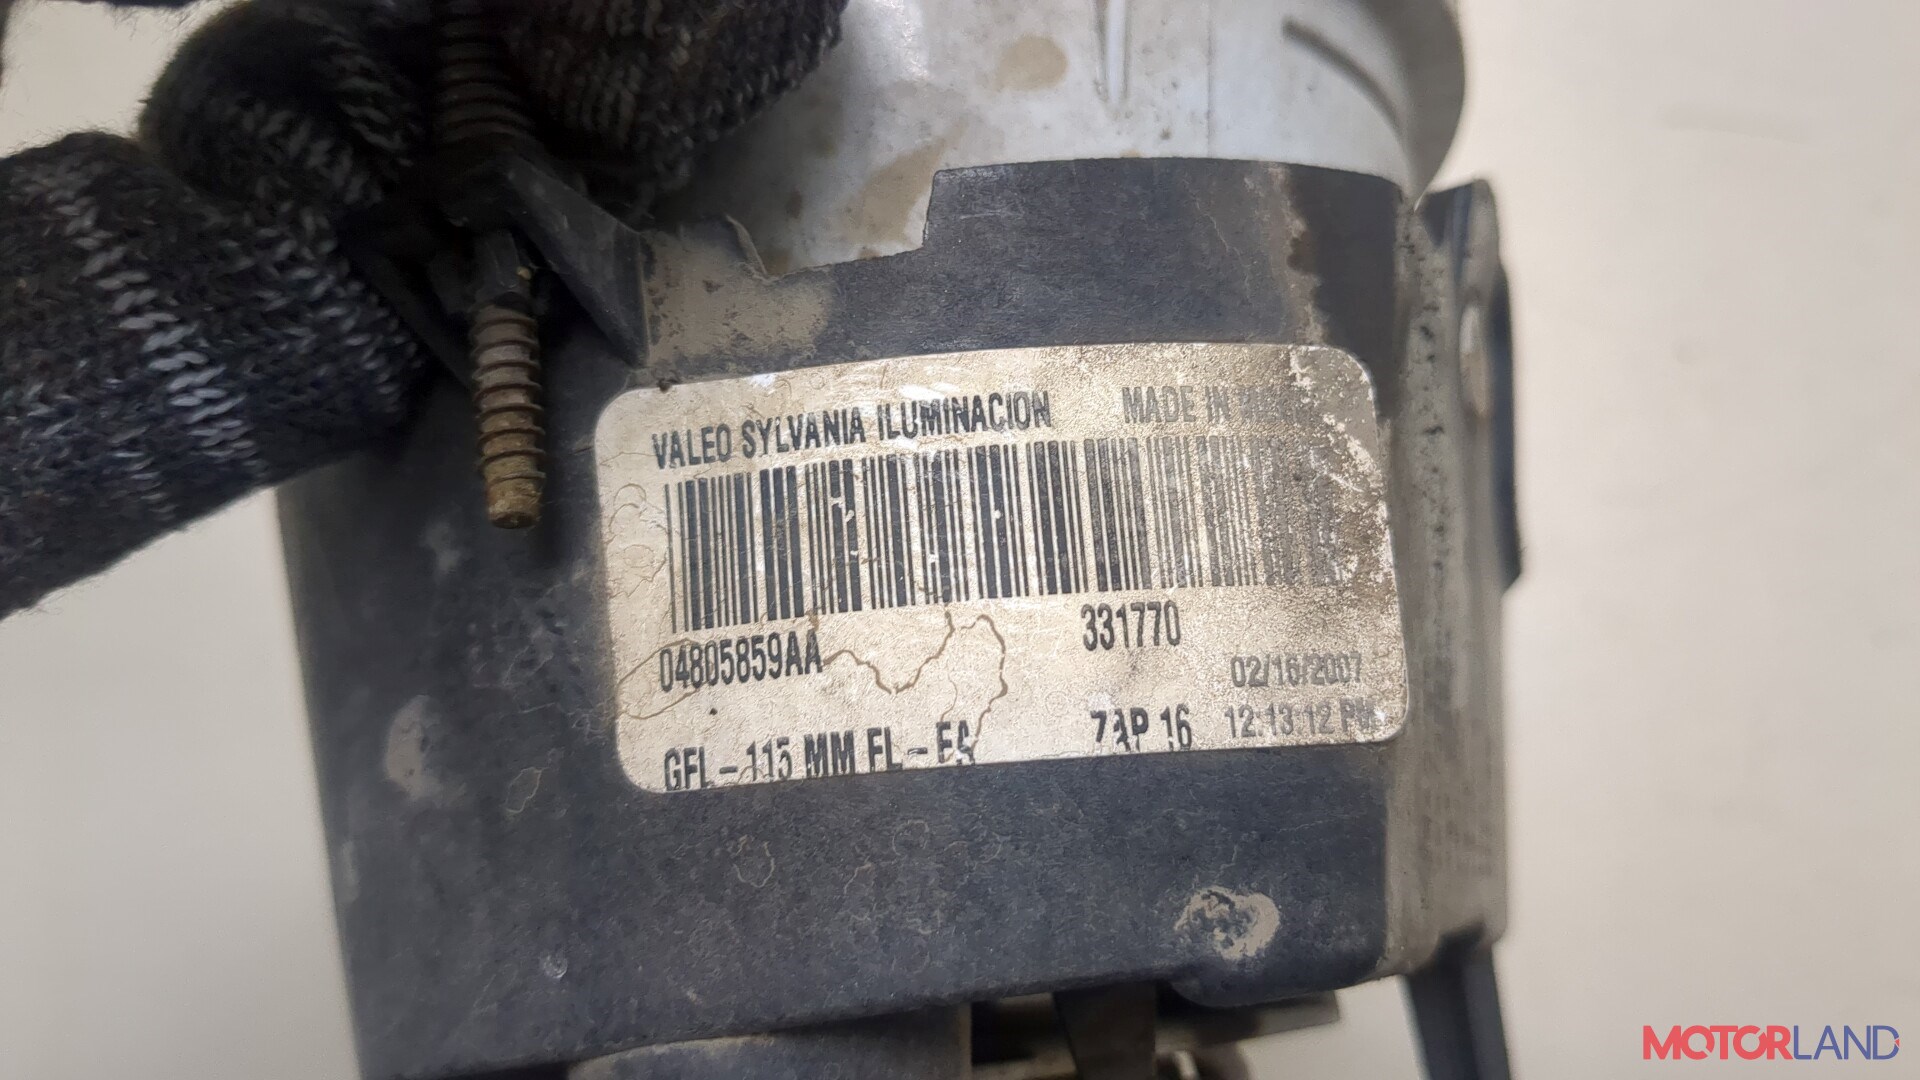 VALEO SYLVANIA ILUMINACION MADE IN
04805859AA 331770
02/16/2007
GFL - 115 MM FL - EA 7AP 16 12:13:12 PM
MOTORLAND